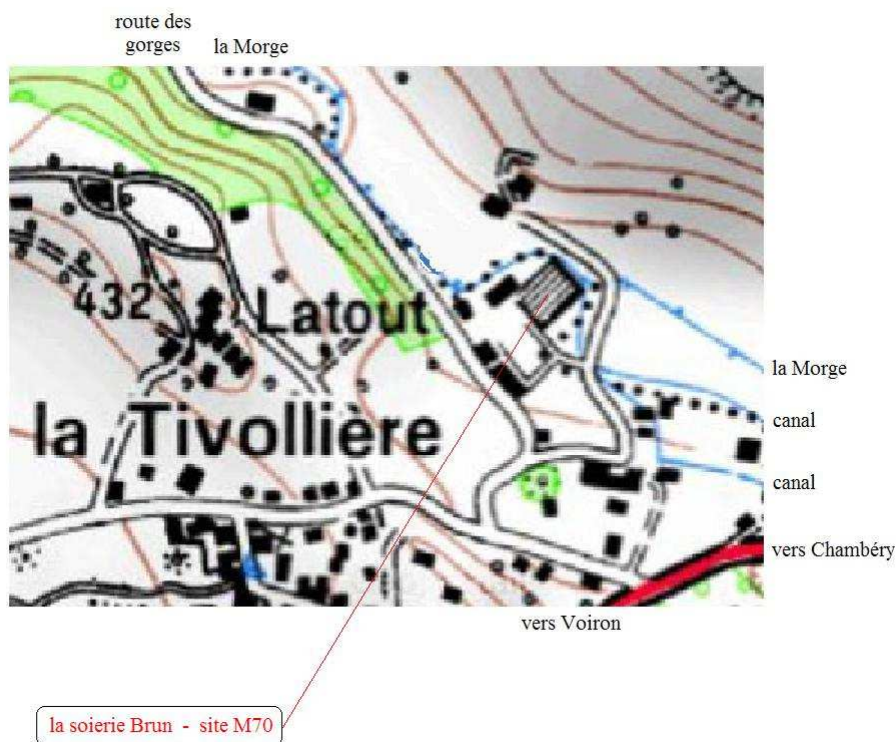 route des
gorges
la Morge
432
Latout
la Tivollière
la Morge
canal
canal
vers Chambéry
vers Voiron
la soierie Brun - site M70